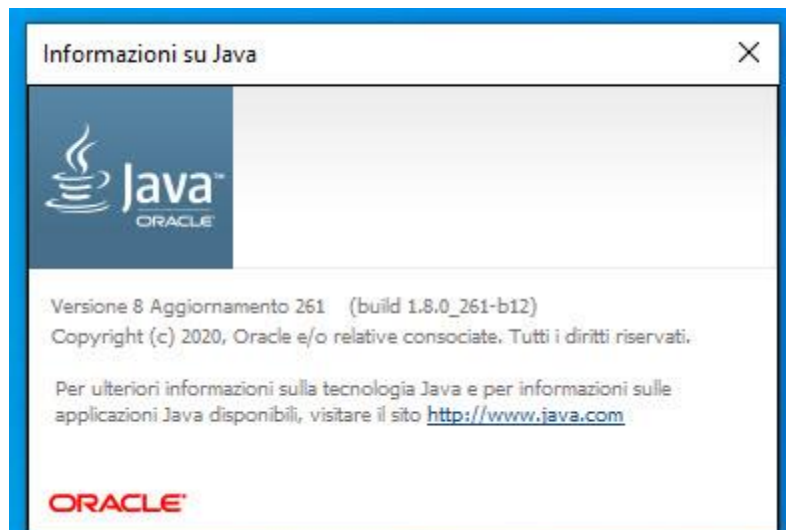 Informazioni su Java
Java™
ORACLE
Versione 8 Aggiornamento 261 (build 1.8.0_261-b12)
Copyright (c) 2020, Oracle e/o relative consociate. Tutti i diritti riservati.
Per ulteriori informazioni sulla tecnologia Java e per informazioni sulle
applicazioni Java disponibili, visitare il sito http://www.java.com
ORACLE